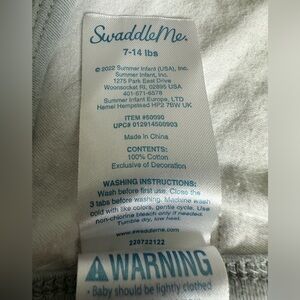 SwaddleMe.
7-14 lbs
© 2022 Summer Infant (USA), Inc.
Summer Infant, Inc.
1275 Park East Drive
Woonsocket RI, 02895 USA
401-671-6578
Summer Infant Europe, LTD
Hemel Hempstead HP2 7BW UK
ITEM #50090
UPC# 012914500903
Made in China
CONTENTS:
100% Cotton
Exclusive of Decoration
WASHING INSTRUCTIONS:
Wash before first use. Close the
3 tabs before washing. Machine wash
cold with like colors, gentle cycle. Use
non-chlorine bleach only if needed.
Tumble dry, low heat.
www.swaddleme.com
220722122
WARNING
• Baby should be lightly clothed